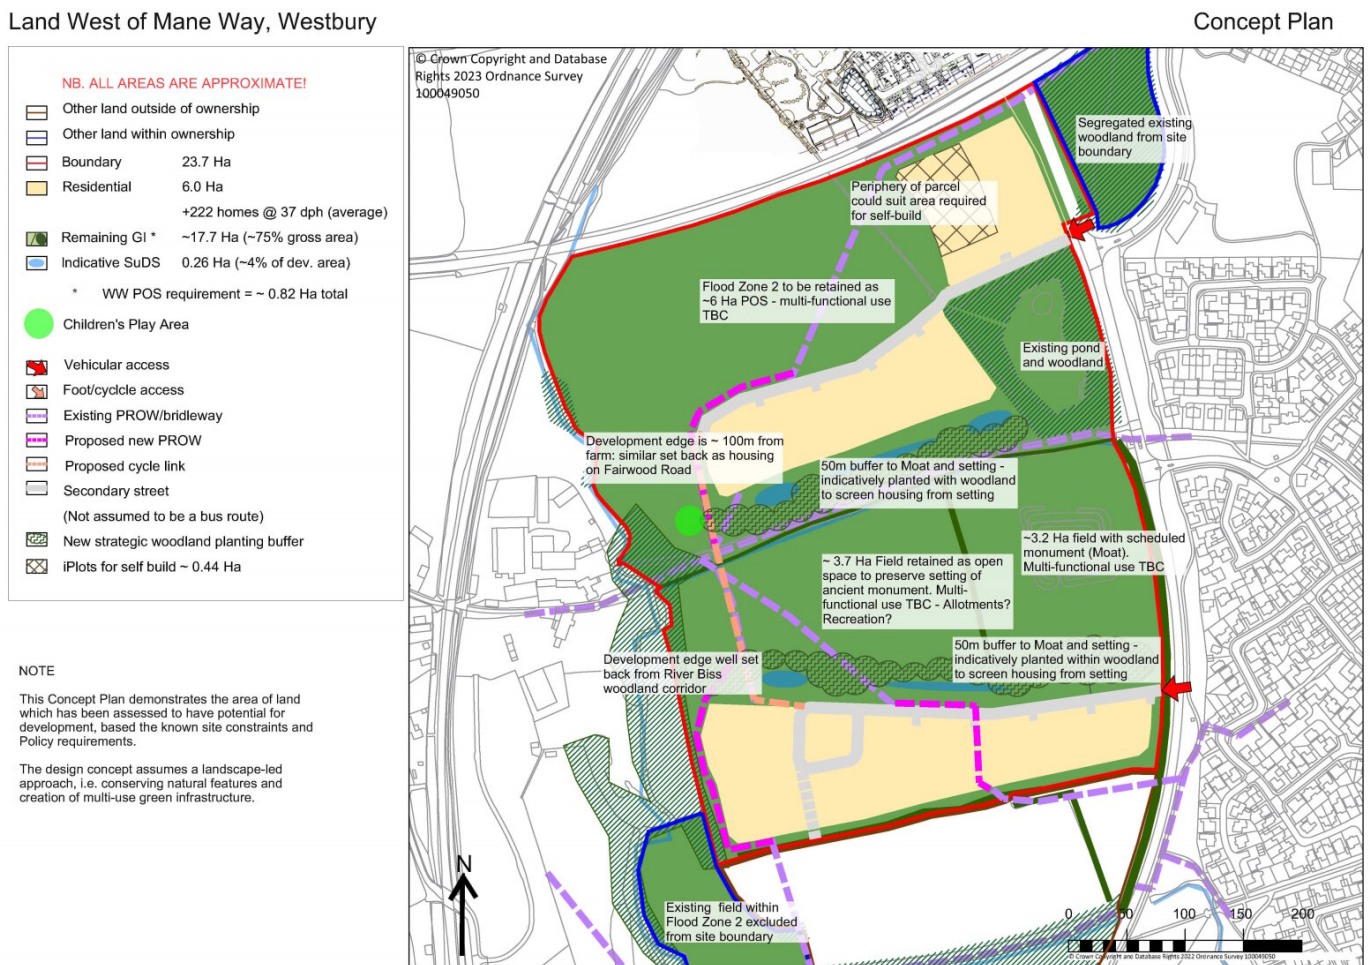 Land West of Mane Way, Westbury
Concept Plan
NB. ALL AREAS ARE APPROXIMATE!
Other land outside of ownership
Other land within ownership
Boundary 23.7 Ha
Residential 6.0 Ha
+222 homes @ 37 dph (average)
Remaining GI * ~17.7 Ha (~75% gross area)
Indicative SuDS 0.26 Ha (~4% of dev. area)
* WW POS requirement = ~ 0.82 Ha total
Children's Play Area
Vehicular access
Foot/cyclcle access
Existing PROW/bridleway
Proposed new PROW
Proposed cycle link
Secondary street
(Not assumed to be a bus route)
New strategic woodland planting buffer
iPlots for self build ~ 0.44 Ha
NOTE
This Concept Plan demonstrates the area of land
which has been assessed to have potential for
development, based the known site constraints and
Policy requirements.
The design concept assumes a landscape-led
approach, i.e. conserving natural features and
creation of multi-use green infrastructure.
© Crown Copyright and Database
Rights 2023 Ordnance Survey
100049050
Segregated existing
woodland from site
boundary
Periphery of parcel
could suit area required
for self-build
Flood Zone 2 to be retained as
~6 Ha POS - multi-functional use
TBC
Existing pond
and woodland
Development edge is ~ 100m from
farm: similar set back as housing
on Fairwood Road
50m buffer to Moat and setting -
indicatively planted with woodland
to screen housing from setting
~3.2 Ha field with scheduled
monument (Moat).
Multi-functional use TBC
~ 3.7 Ha Field retained as open
space to preserve setting of
ancient monument. Multi-
functional use TBC - Allotments?
Recreation?
50m buffer to Moat and setting -
indicatively planted within woodland
to screen housing from setting
Development edge well set
back from River Biss
woodland corridor
Existing field within
Flood Zone 2 excluded
from site boundary
N
0 50 100 150 200
© Crown Copyright and Database Rights 2022 Ordnance Survey 100049050